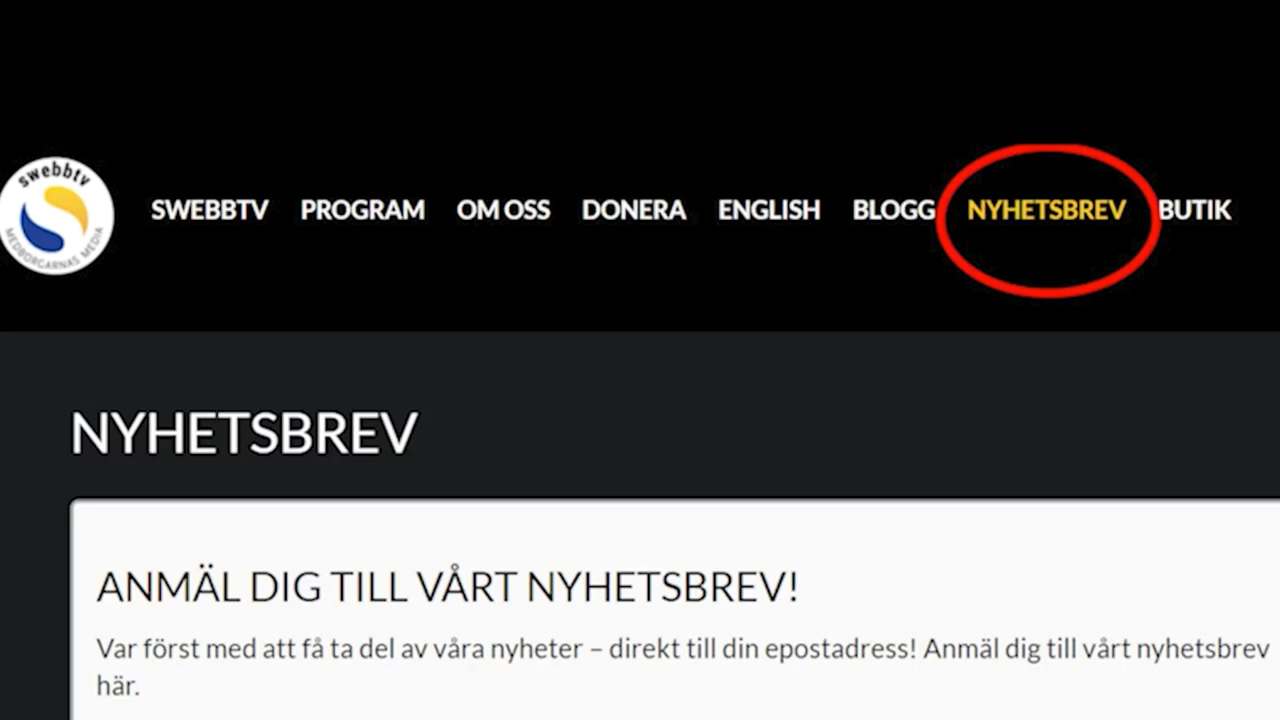 swebbtv
MEDBORGARNAS MEDIA
SWEBBTV PROGRAM OM OSS DONERA ENGLISH BLOGG NYHETSBREV BUTIK
NYHETSBREV
ANMÄL DIG TILL VÅRT NYHETSBREV!
Var först med att få ta del av våra nyheter – direkt till din epostadress! Anmäl dig till vårt nyhetsbrev
här.